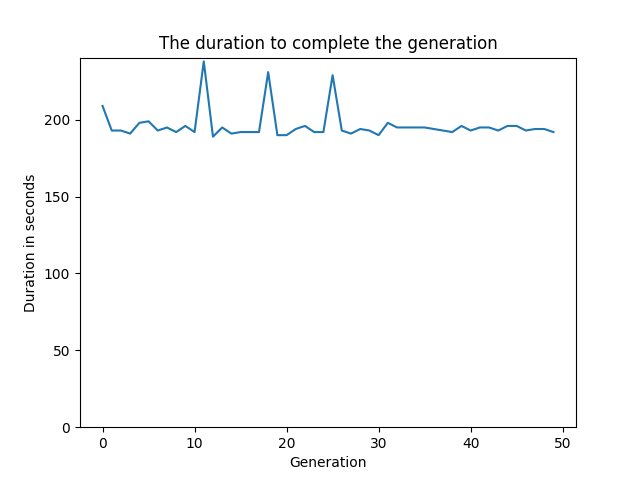 The duration to complete the generation
200
150
100
50
0
Duration in seconds
0 10 20 30 40 50
Generation